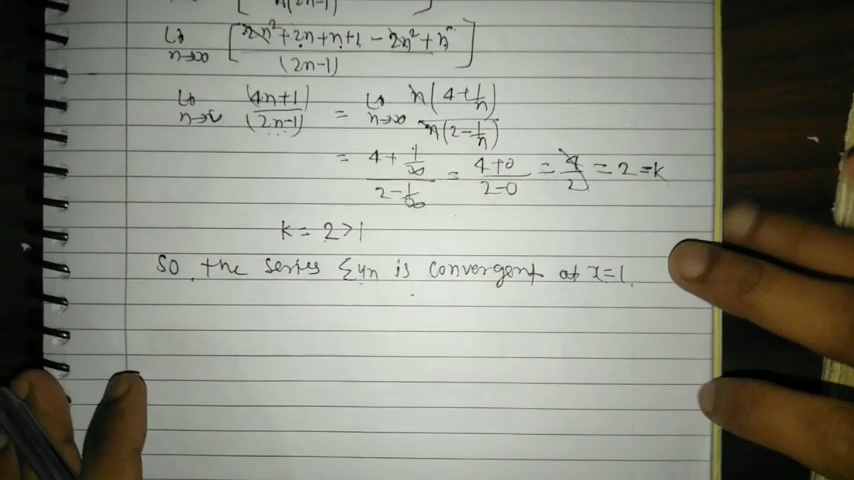 n(2n-1)
Lt n→∞ [ 2n²+2n+n+1-2n²+n / (2n-1) ]
Lt n→∞ (4n+1)/(2n-1) = Lt n→∞ n(4+1/n)/n(2-1/n)
= 4+1/∞ / 2-1/∞ = 4+0/2-0 = 4/2 = 2 = k
k = 2>1
So, the series Σun is convergent at x=1.